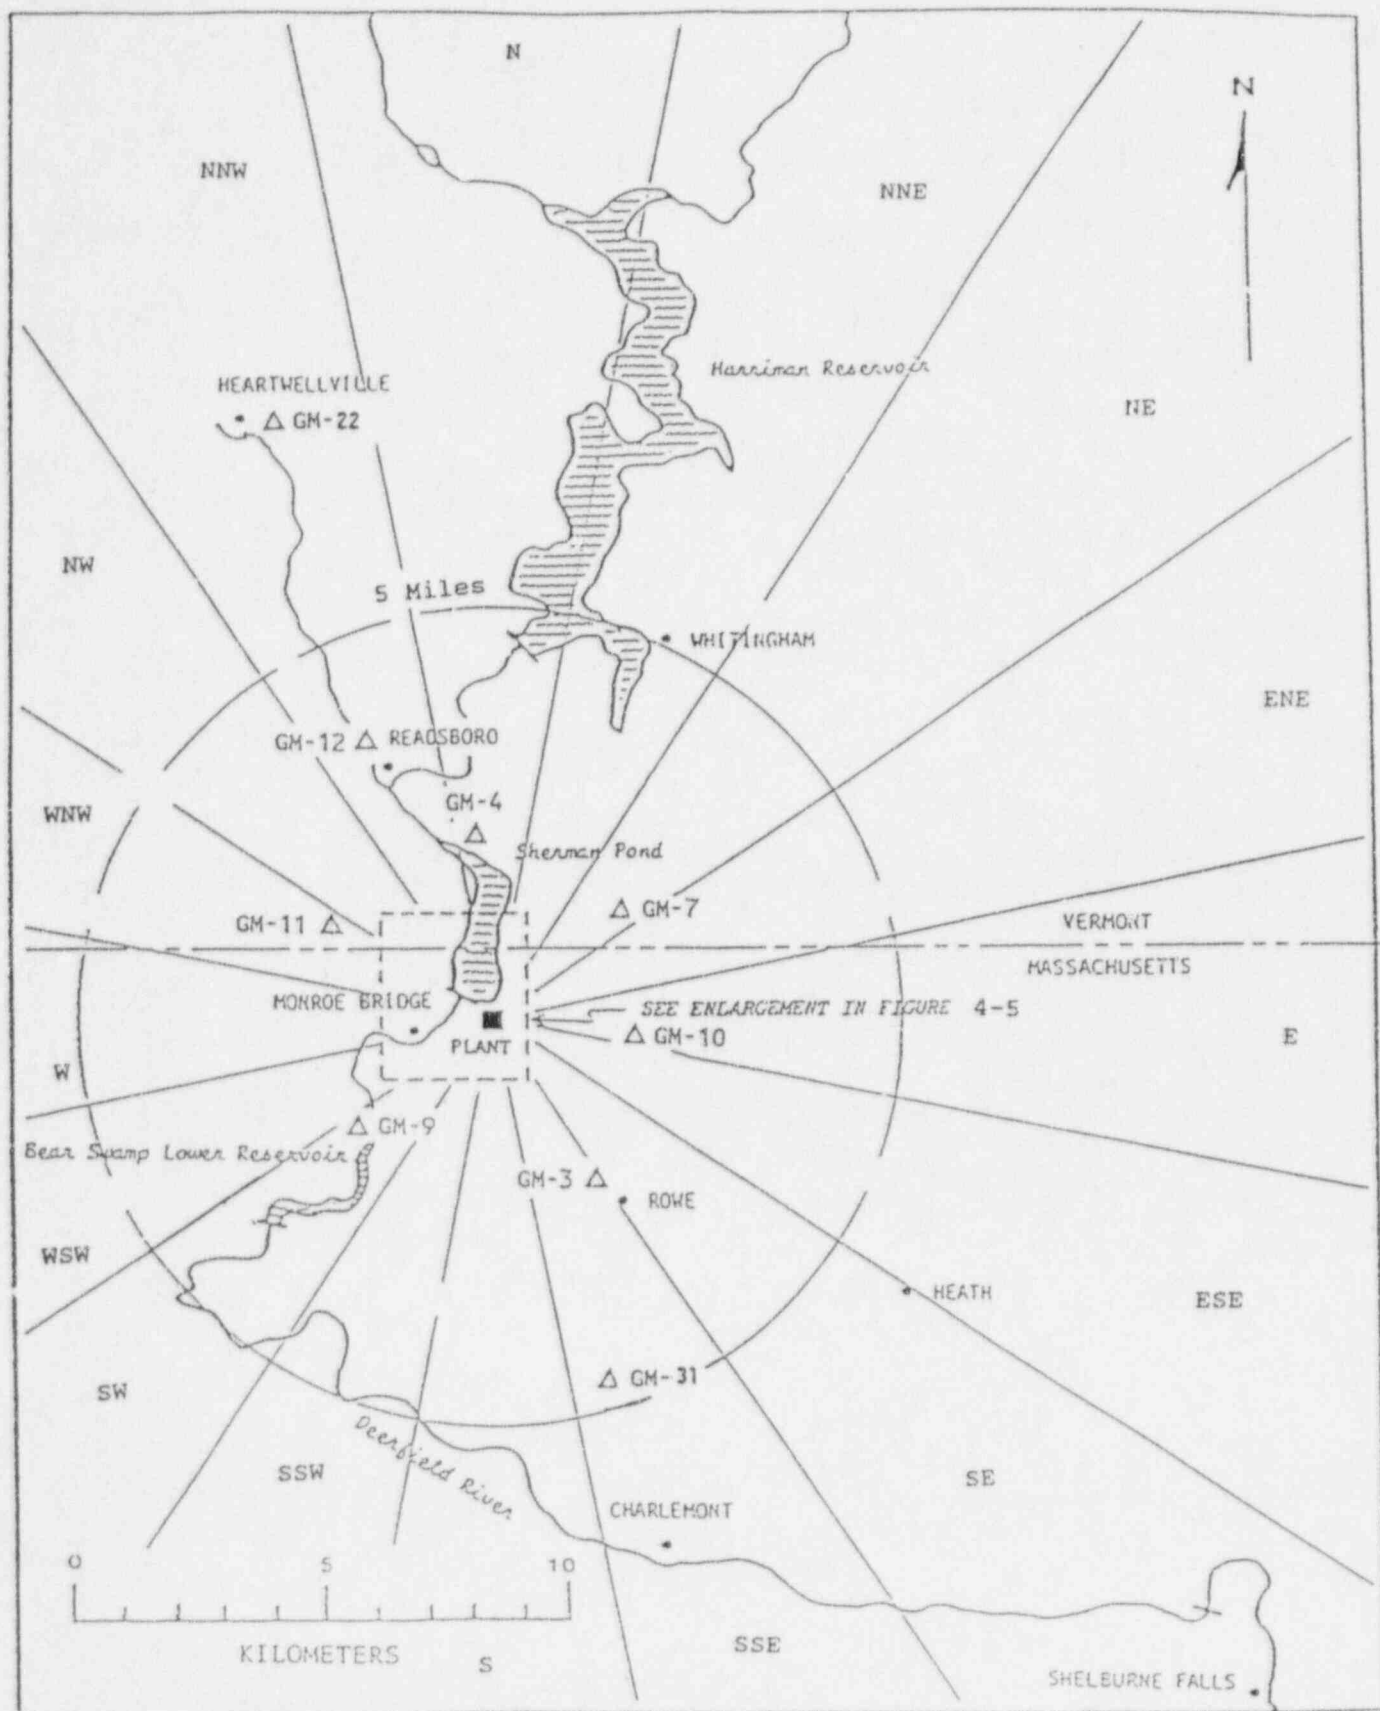 N
N
NNW
NNE
Harriman Reservoir
HEARTWELLVILLE
GM-22
NE
NW
5 Miles
WHITINGHAM
ENE
GM-12
READSBORO
GM-4
WNW
Sherman Pond
GM-11
GM-7
VERMONT
MASSACHUSETTS
MONROE BRIDGE
SEE ENLARGEMENT IN FIGURE 4-5
GM-10
E
PLANT
W
GM-9
Bear Swamp Lower Reservoir
GM-3
ROWE
WSW
HEATH
ESE
GM-31
SW
Deerfield River
SSW
SE
CHARLEMONT
0 5 10
KILOMETERS
S
SSE
SHELBURNE FALLS